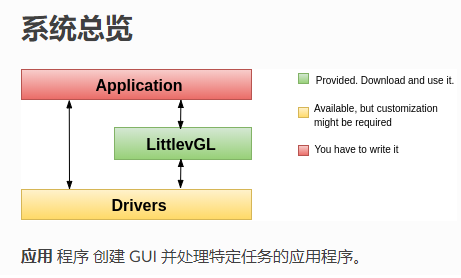 系统总览
Application
LittlevGL
Drivers
Provided. Download and use it.
Available, but customization
might be required
You have to write it
应用 程序 创建 GUI 并处理特定任务的应用程序。